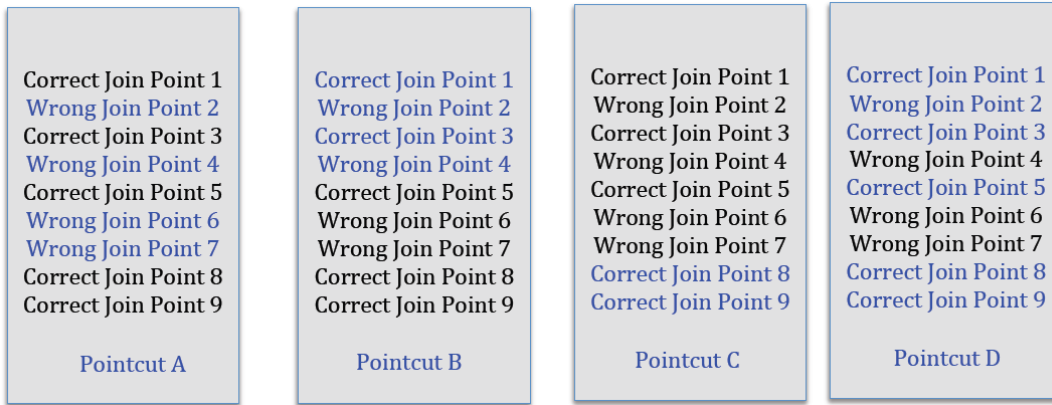 Correct Join Point 1
Wrong Join Point 2
Correct Join Point 3
Wrong Join Point 4
Correct Join Point 5
Wrong Join Point 6
Wrong Join Point 7
Correct Join Point 8
Correct Join Point 9
Pointcut A
Correct Join Point 1
Wrong Join Point 2
Correct Join Point 3
Wrong Join Point 4
Correct Join Point 5
Wrong Join Point 6
Wrong Join Point 7
Correct Join Point 8
Correct Join Point 9
Pointcut B
Correct Join Point 1
Wrong Join Point 2
Correct Join Point 3
Wrong Join Point 4
Correct Join Point 5
Wrong Join Point 6
Wrong Join Point 7
Correct Join Point 8
Correct Join Point 9
Pointcut C
Correct Join Point 1
Wrong Join Point 2
Correct Join Point 3
Wrong Join Point 4
Correct Join Point 5
Wrong Join Point 6
Wrong Join Point 7
Correct Join Point 8
Correct Join Point 9
Pointcut D